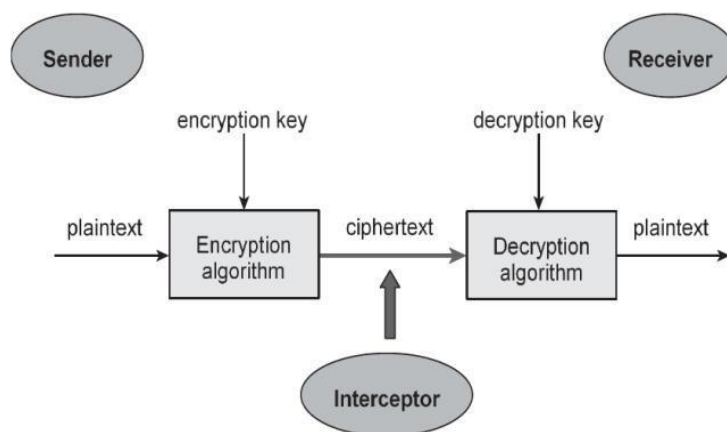 Sender
Receiver
encryption key
decryption key
plaintext
Encryption
algorithm
ciphertext
Decryption
algorithm
plaintext
Interceptor